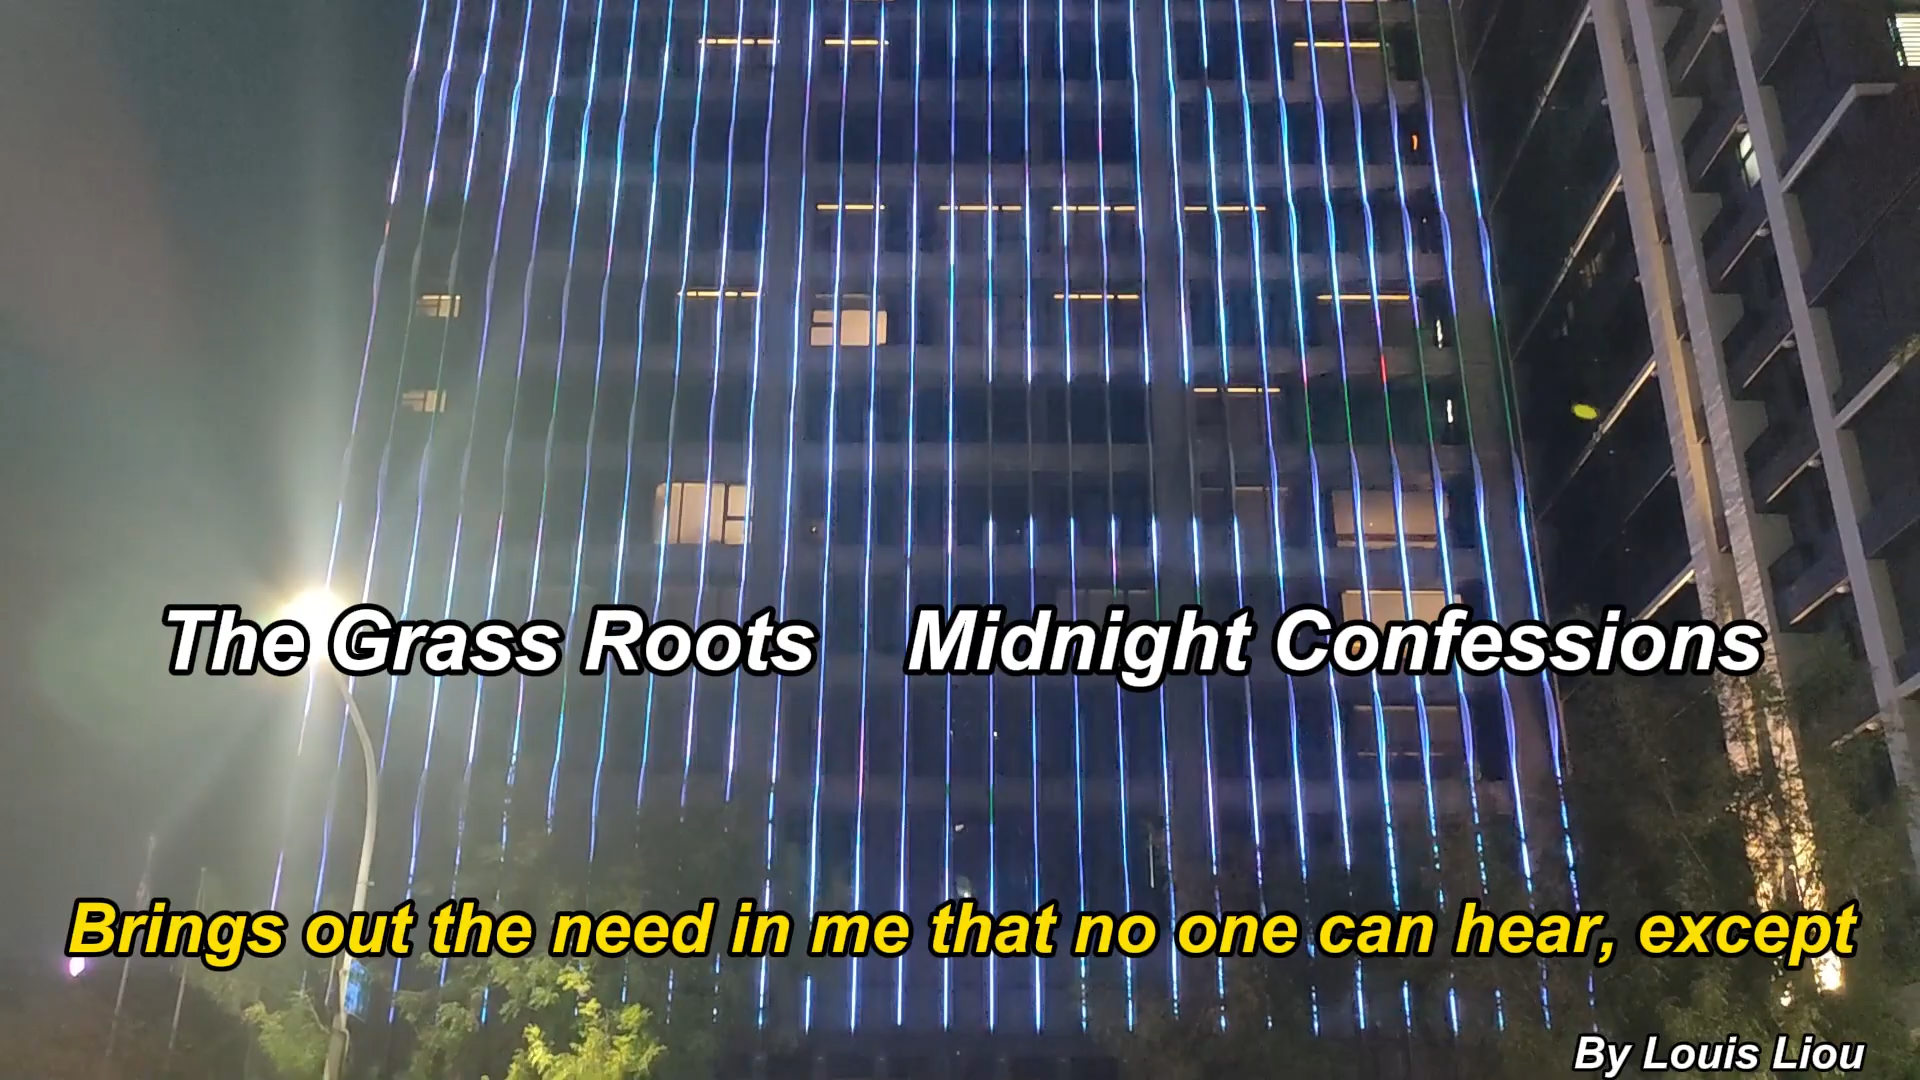 The Grass Roots Midnight Confessions
Brings out the need in me that no one can hear, except
By Louis Liou